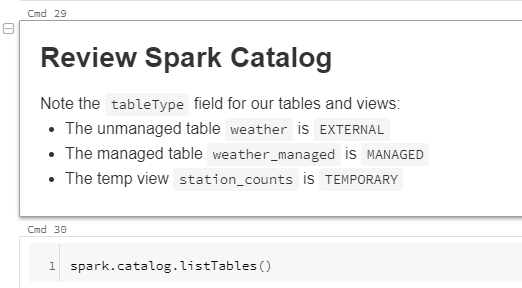 Cmd 29
Review Spark Catalog
Note the tableType field for our tables and views:
• The unmanaged table weather is EXTERNAL
• The managed table weather_managed is MANAGED
• The temp view station_counts is TEMPORARY
Cmd 30
1 spark.catalog.listTables()